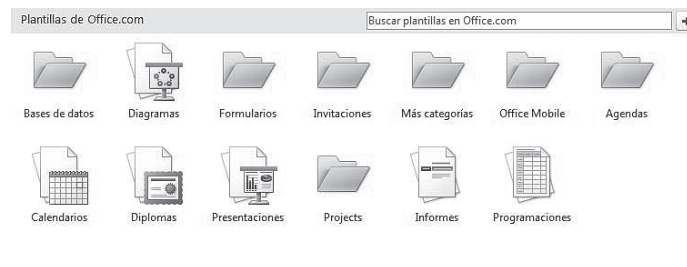 Plantillas de Office.com
Buscar plantillas en Office.com
Bases de datos
Diagramas
Formularios
Invitaciones
Más categorías
Office Mobile
Agendas
Calendarios
Diplomas
Presentaciones
Projects
Informes
Programaciones